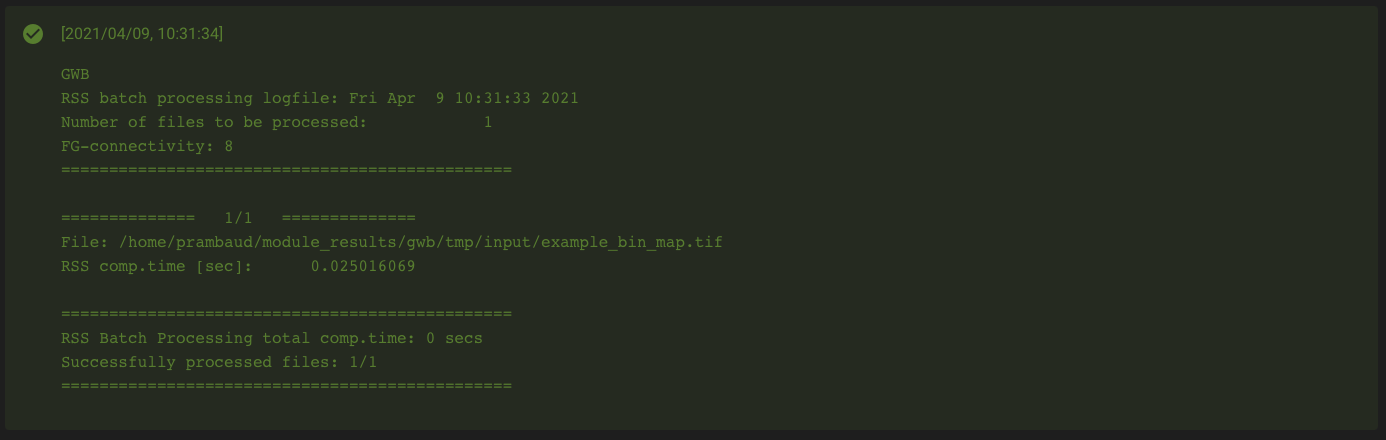 [2021/04/09, 10:31:34]
GWB
RSS batch processing logfile: Fri Apr  9 10:31:33 2021
Number of files to be processed:            1
FG-connectivity: 8
===============================================
==============   1/1   ==============
File: /home/prambaud/module_results/gwb/tmp/input/example_bin_map.tif
RSS comp.time [sec]:      0.025016069
===============================================
RSS Batch Processing total comp.time: 0 secs
Successfully processed files: 1/1
===============================================